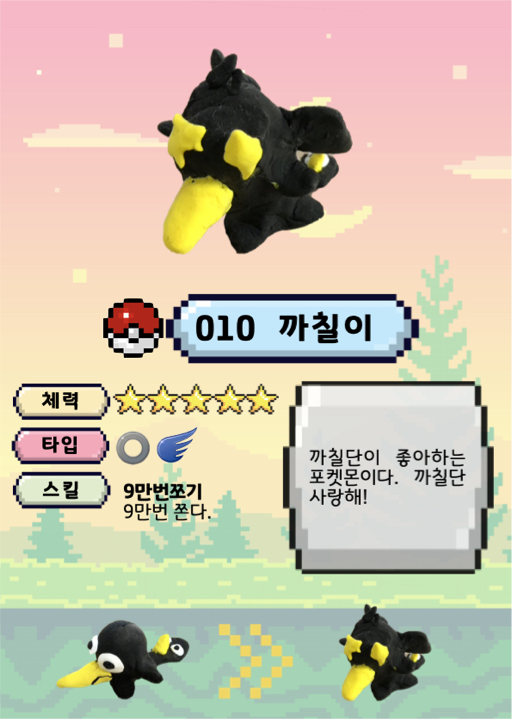 010 까칠이
체력
타입
스킬
9만번쪼기
9만번 쫀다.
까칠단이 좋아하는
포켓몬이다. 까칠단
사랑해!